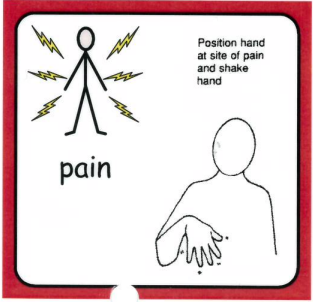 Position hand
at site of pain
and shake
hand
pain